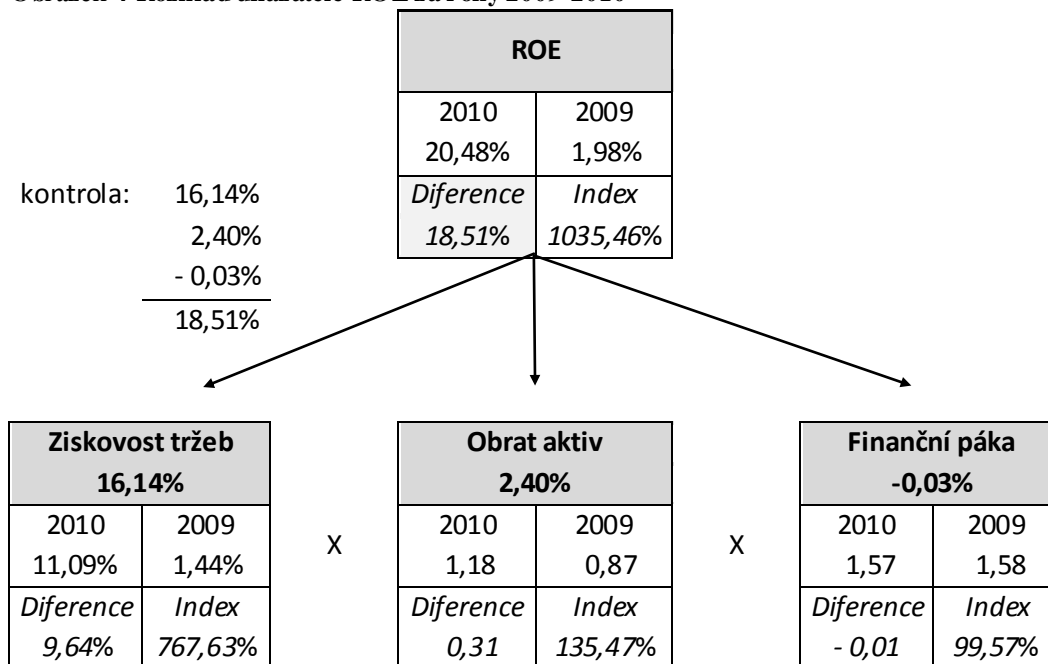 Obrázek Rozklad ukazatele ROE za roky 2009-2010
ROE
2010 2009
20,48% 1,98%
kontrola: 16,14% Diference Index
2,40% 18,51% 1035,46%
- 0,03%
18,51%
Ziskovost tržeb Obrat aktiv Finanční páka
16,14% 2,40% -0,03%
2010 2009 X 2010 2009 X 2010 2009
11,09% 1,44% 1,18 0,87 1,57 1,58
Diference Index Diference Index Diference Index
9,64% 767,63% 0,31 135,47% - 0,01 99,57%